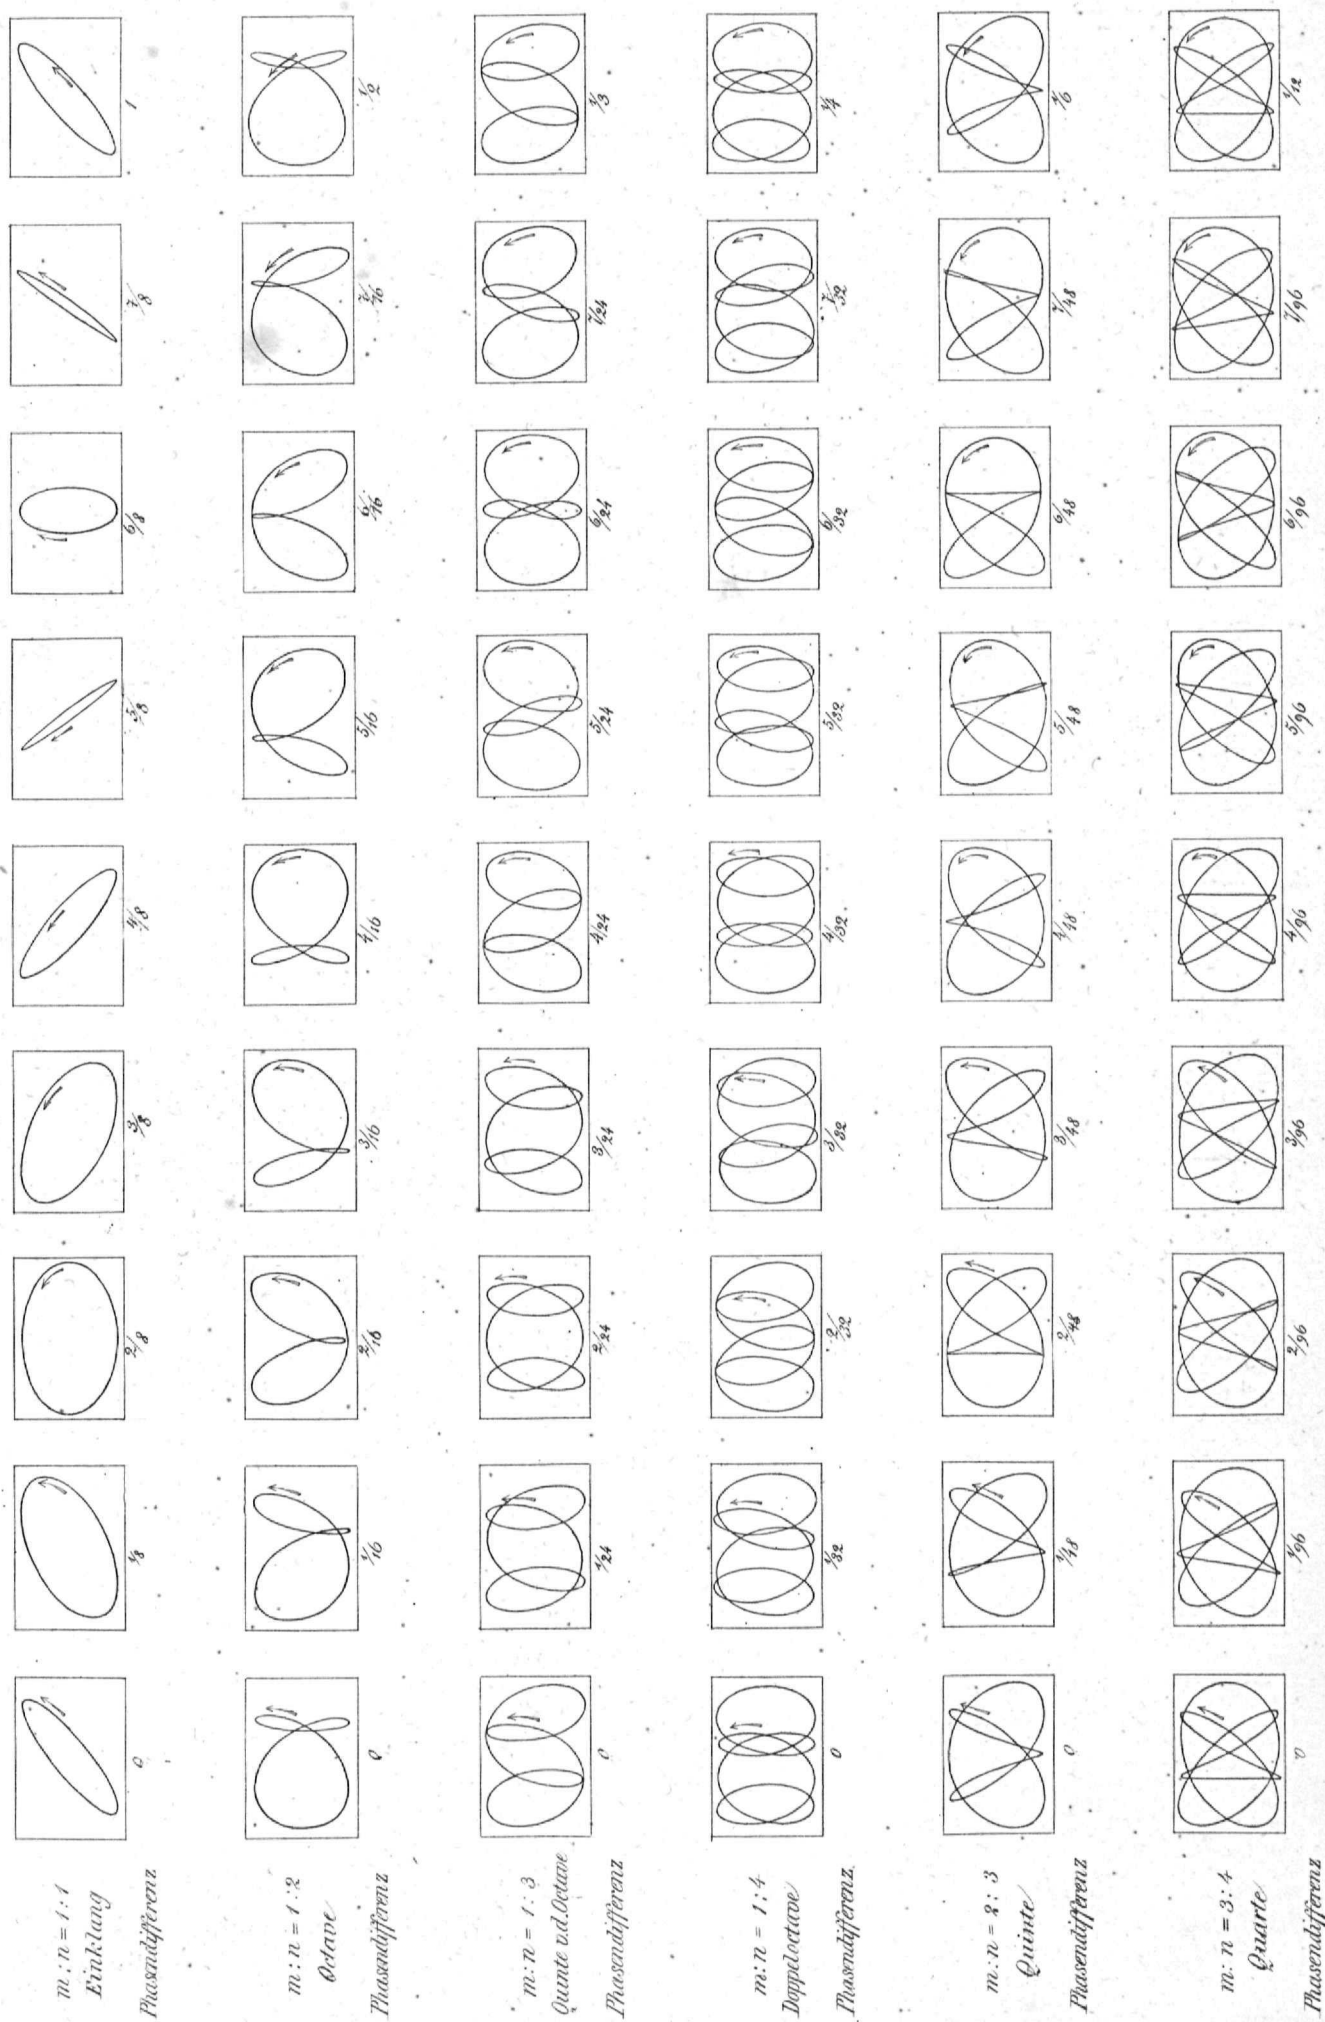 m : n = 1 : 1
Einklang
Phasendifferenz
0 1/8 2/8 3/8 4/8 5/8 6/8 7/8 1
m : n = 1 : 2
Octave
Phasendifferenz
0 1/16 2/16 3/16 4/16 5/16 6/16 7/16 1/2
m : n = 1 : 3
Quinte v.d. Octave
Phasendifferenz
0 1/24 2/24 3/24 4/24 5/24 6/24 7/24 1/3
m : n = 1 : 4
Doppeloctave
Phasendifferenz
0 1/32 2/32 3/32 4/32 5/32 6/32 7/32 1/4
m : n = 2 : 3
Quinte
Phasendifferenz
0 1/48 2/48 3/48 4/48 5/48 6/48 7/48 1/6
m : n = 3 : 4
Quarte
Phasendifferenz
0 1/96 2/96 3/96 4/96 5/96 6/96 7/96 1/12